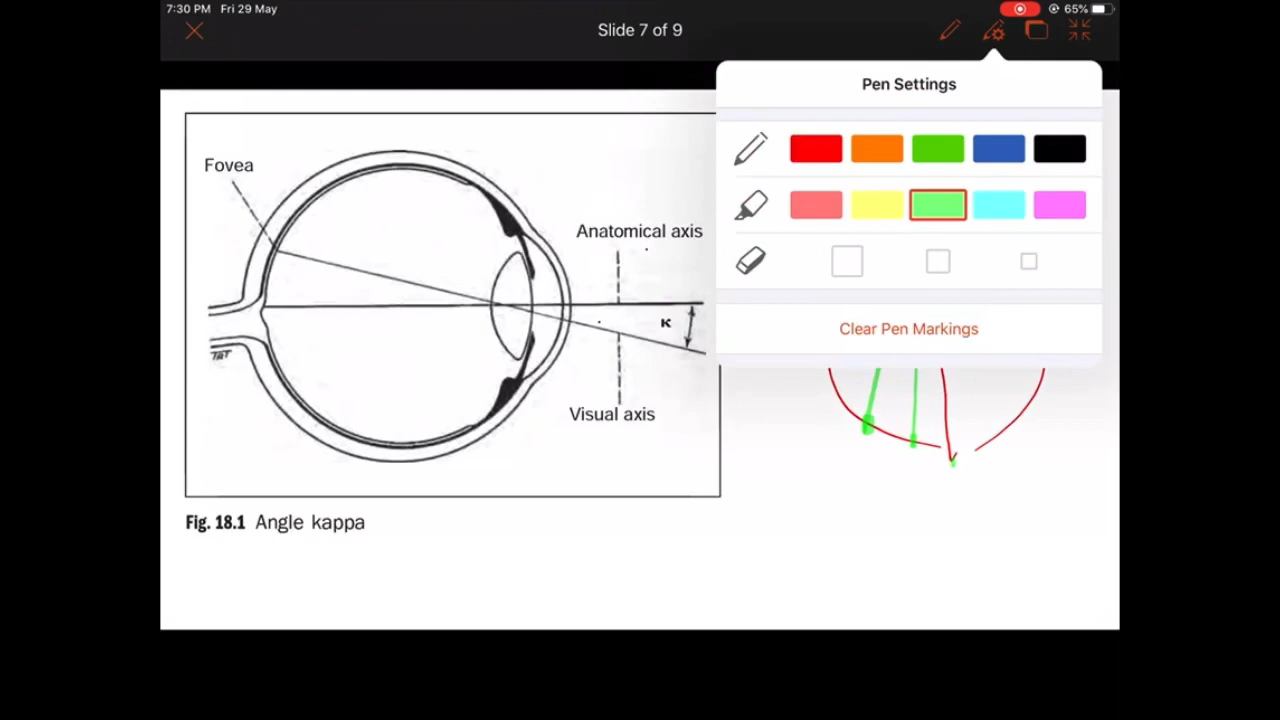 7:30 PM Fri 29 May
65%
Slide 7 of 9
Pen Settings
Clear Pen Markings
Fovea
Anatomical axis
κ
Visual axis
Fig. 18.1 Angle kappa